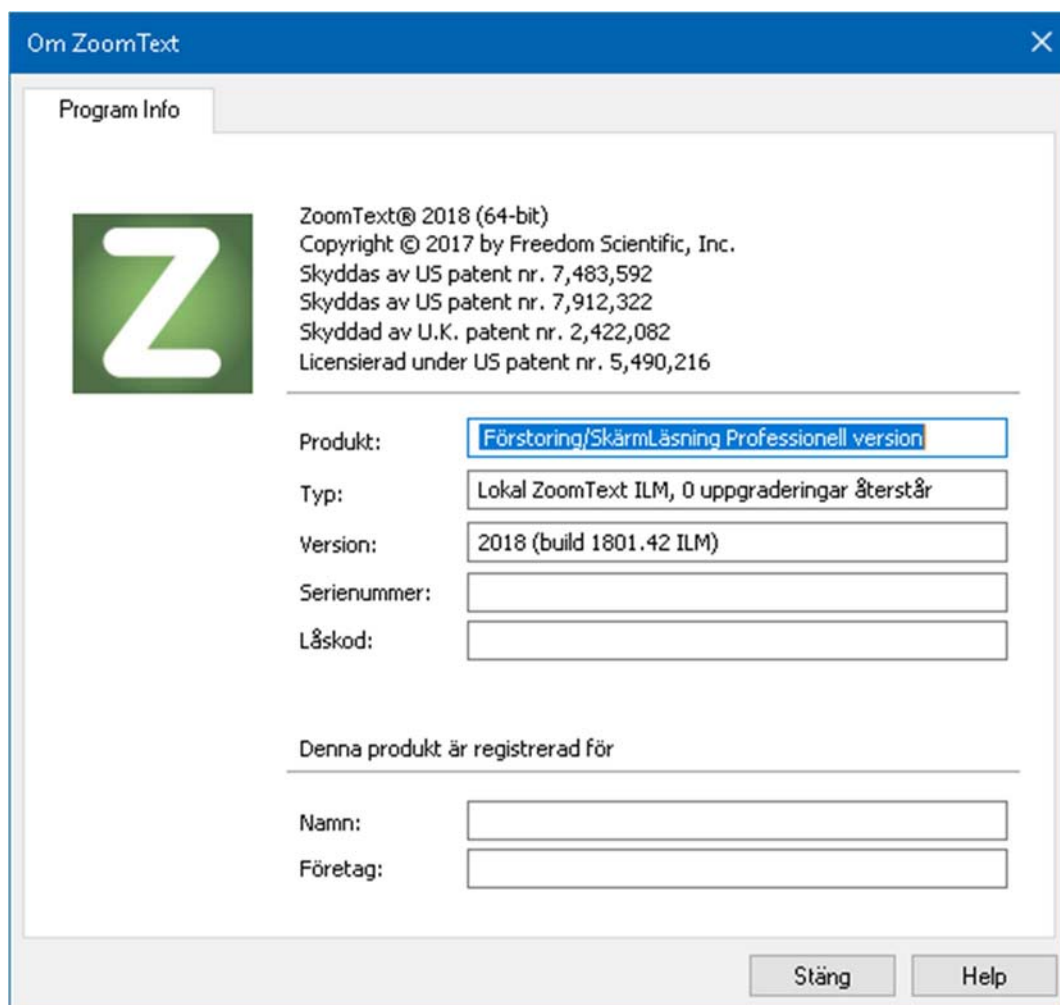 Om ZoomText
Program Info
Z
ZoomText® 2018 (64-bit)
Copyright © 2017 by Freedom Scientific, Inc.
Skyddas av US patent nr. 7,483,592
Skyddas av US patent nr. 7,912,322
Skyddad av U.K. patent nr. 2,422,082
Licensierad under US patent nr. 5,490,216
Produkt: Förstoring/SkärmLäsning Professionell version
Typ: Lokal ZoomText ILM, 0 uppgraderingar återstår
Version: 2018 (build 1801.42 ILM)
Serienummer:
Låskod:
Denna produkt är registrerad för
Namn:
Företag:
Stäng Help